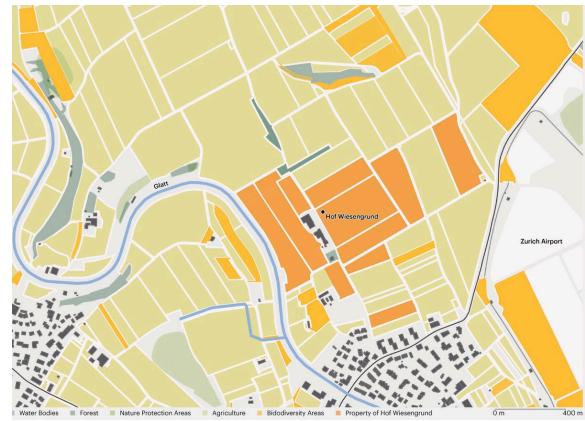 Glatt
Hof Wiesengrund
Zurich Airport
Water Bodies Forest Nature Protection Areas Agriculture Bidodiversity Areas Property of Hof Wiesengrund 0 m 400 m